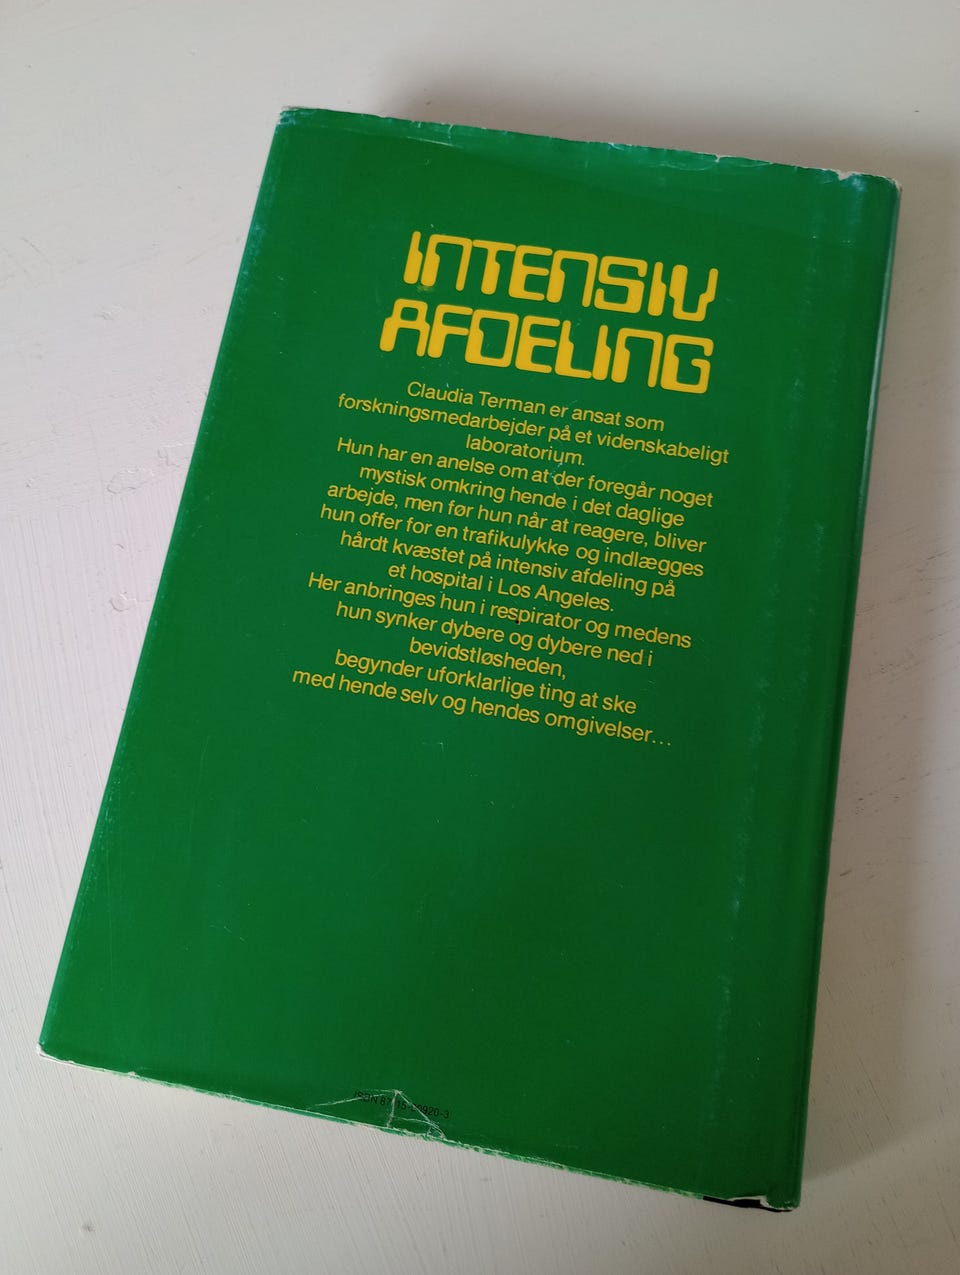 INTENSIV
AFDELING
Claudia Terman er ansat som
forskningsmedarbejder på et videnskabeligt
laboratorium.
Hun har en anelse om at der foregår noget
mystisk omkring hende i det daglige
arbejde, men før hun når at reagere, bliver
hun offer for en trafikulykke og indlægges
hårdt kvæstet på intensiv afdeling på
et hospital i Los Angeles.
Her anbringes hun i respirator og medens
hun synker dybere og dybere ned i
bevidstløsheden,
begynder uforklarlige ting at ske
med hende selv og hendes omgivelser...
ISBN